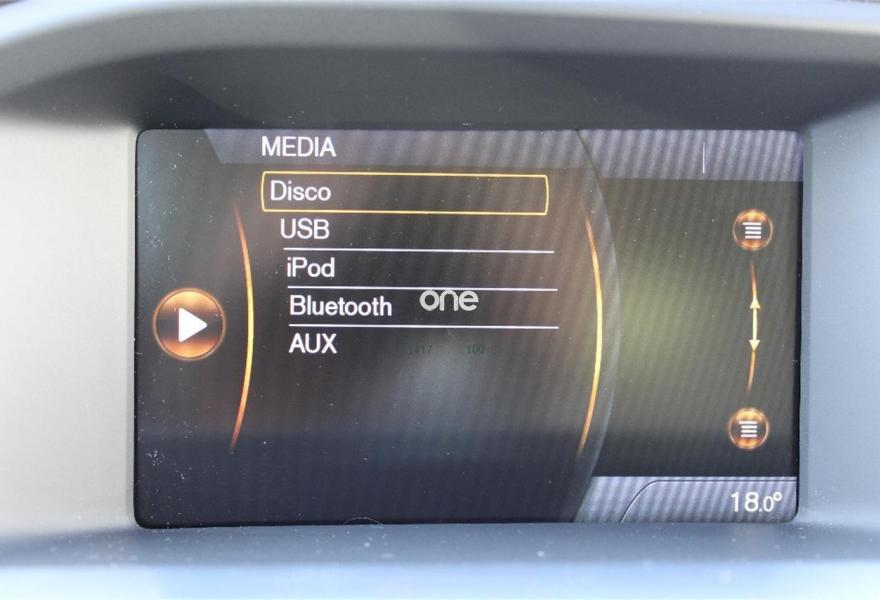 MEDIA
Disco
USB
iPod
Bluetooth
one
AUX
18.0°